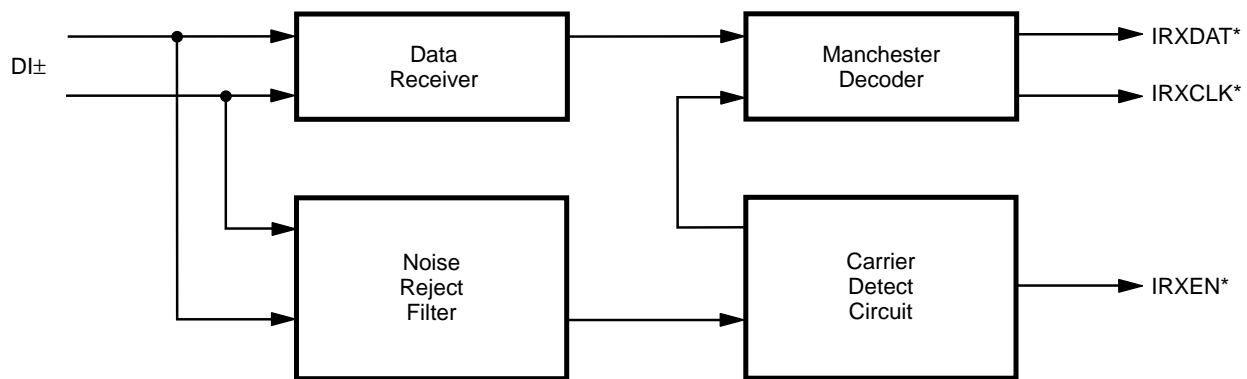 DI±
Data
Receiver
Manchester
Decoder
IRXDAT*
IRXCLK*
Noise
Reject
Filter
Carrier
Detect
Circuit
IRXEN*